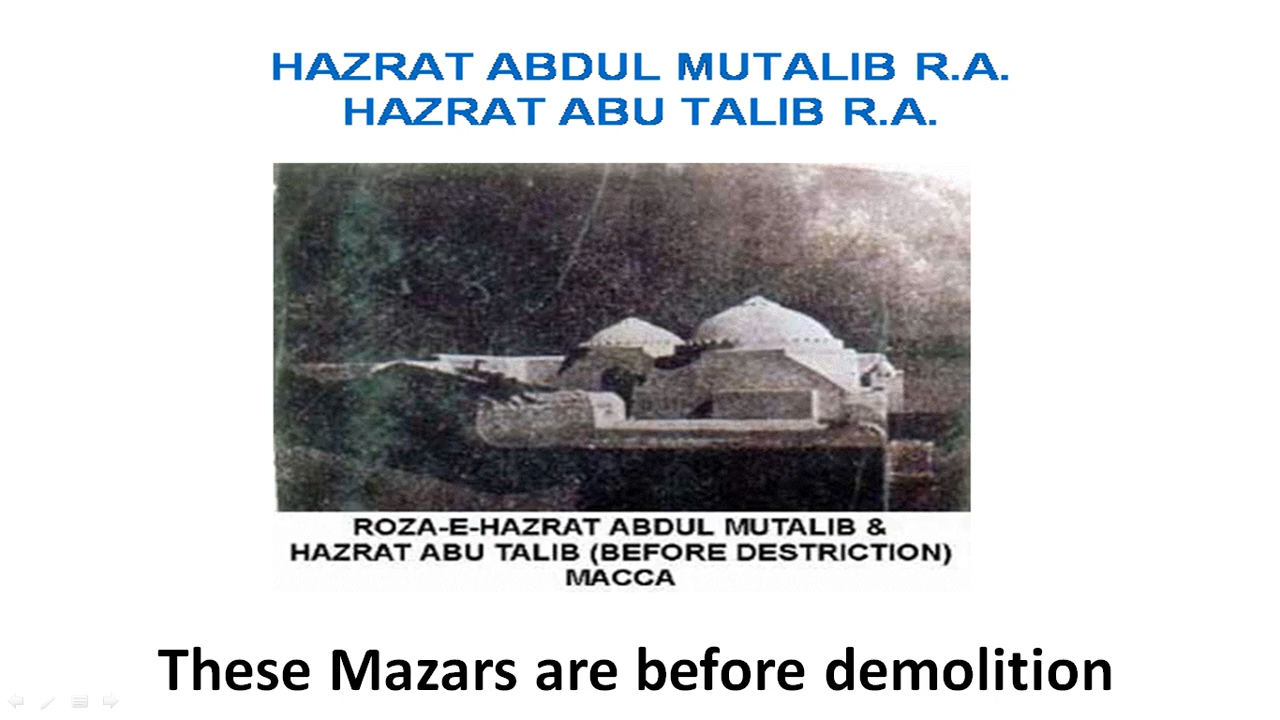 HAZRAT ABDUL MUTALIB R.A.
HAZRAT ABU TALIB R.A.
ROZA-E-HAZRAT ABDUL MUTALIB &
HAZRAT ABU TALIB (BEFORE DESTRICTION)
MACCA
These Mazars are before demolition